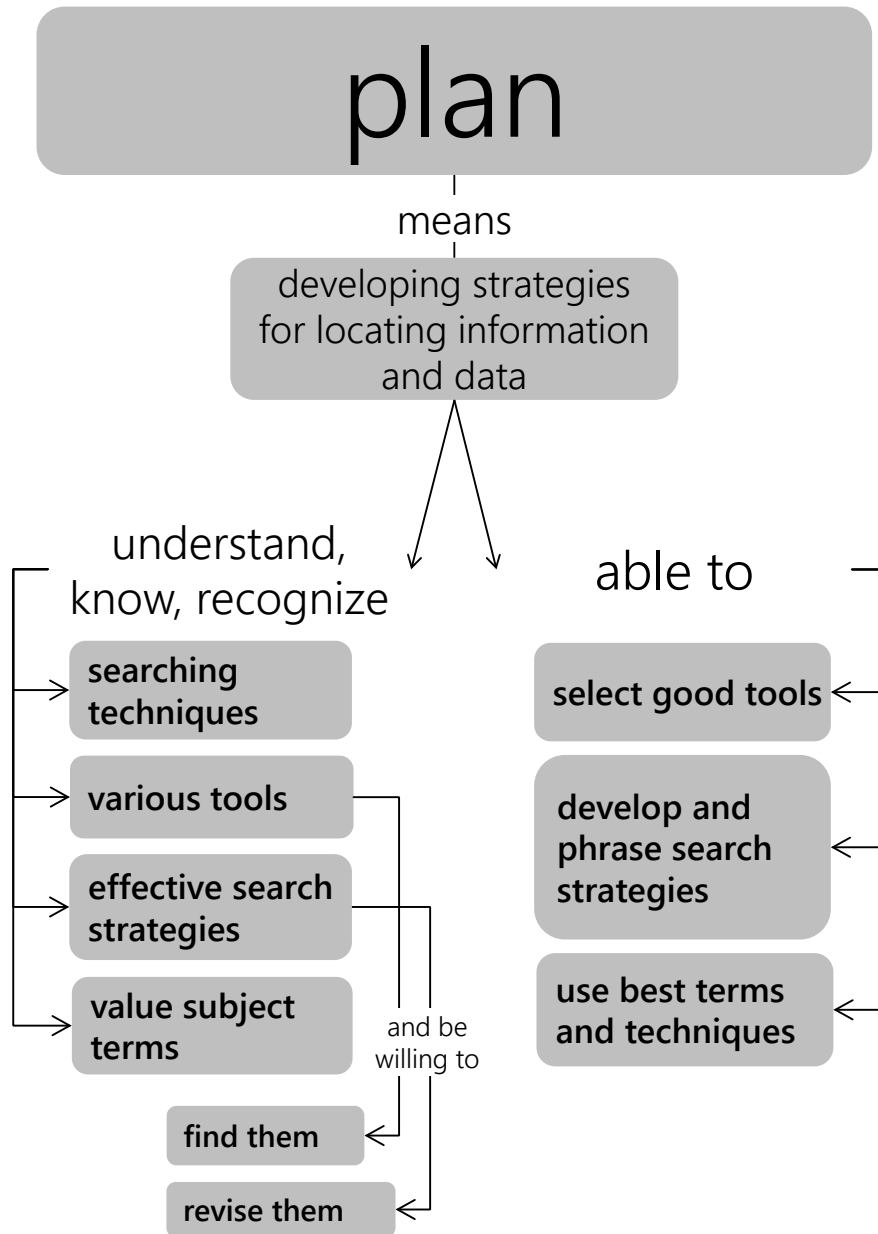 plan
means
developing strategies
for locating information
and data
understand,
know, recognize
searching
techniques
various tools
effective search
strategies
value subject
terms
and be
willing to
find them
revise them
able to
select good tools
develop and
phrase search
strategies
use best terms
and techniques